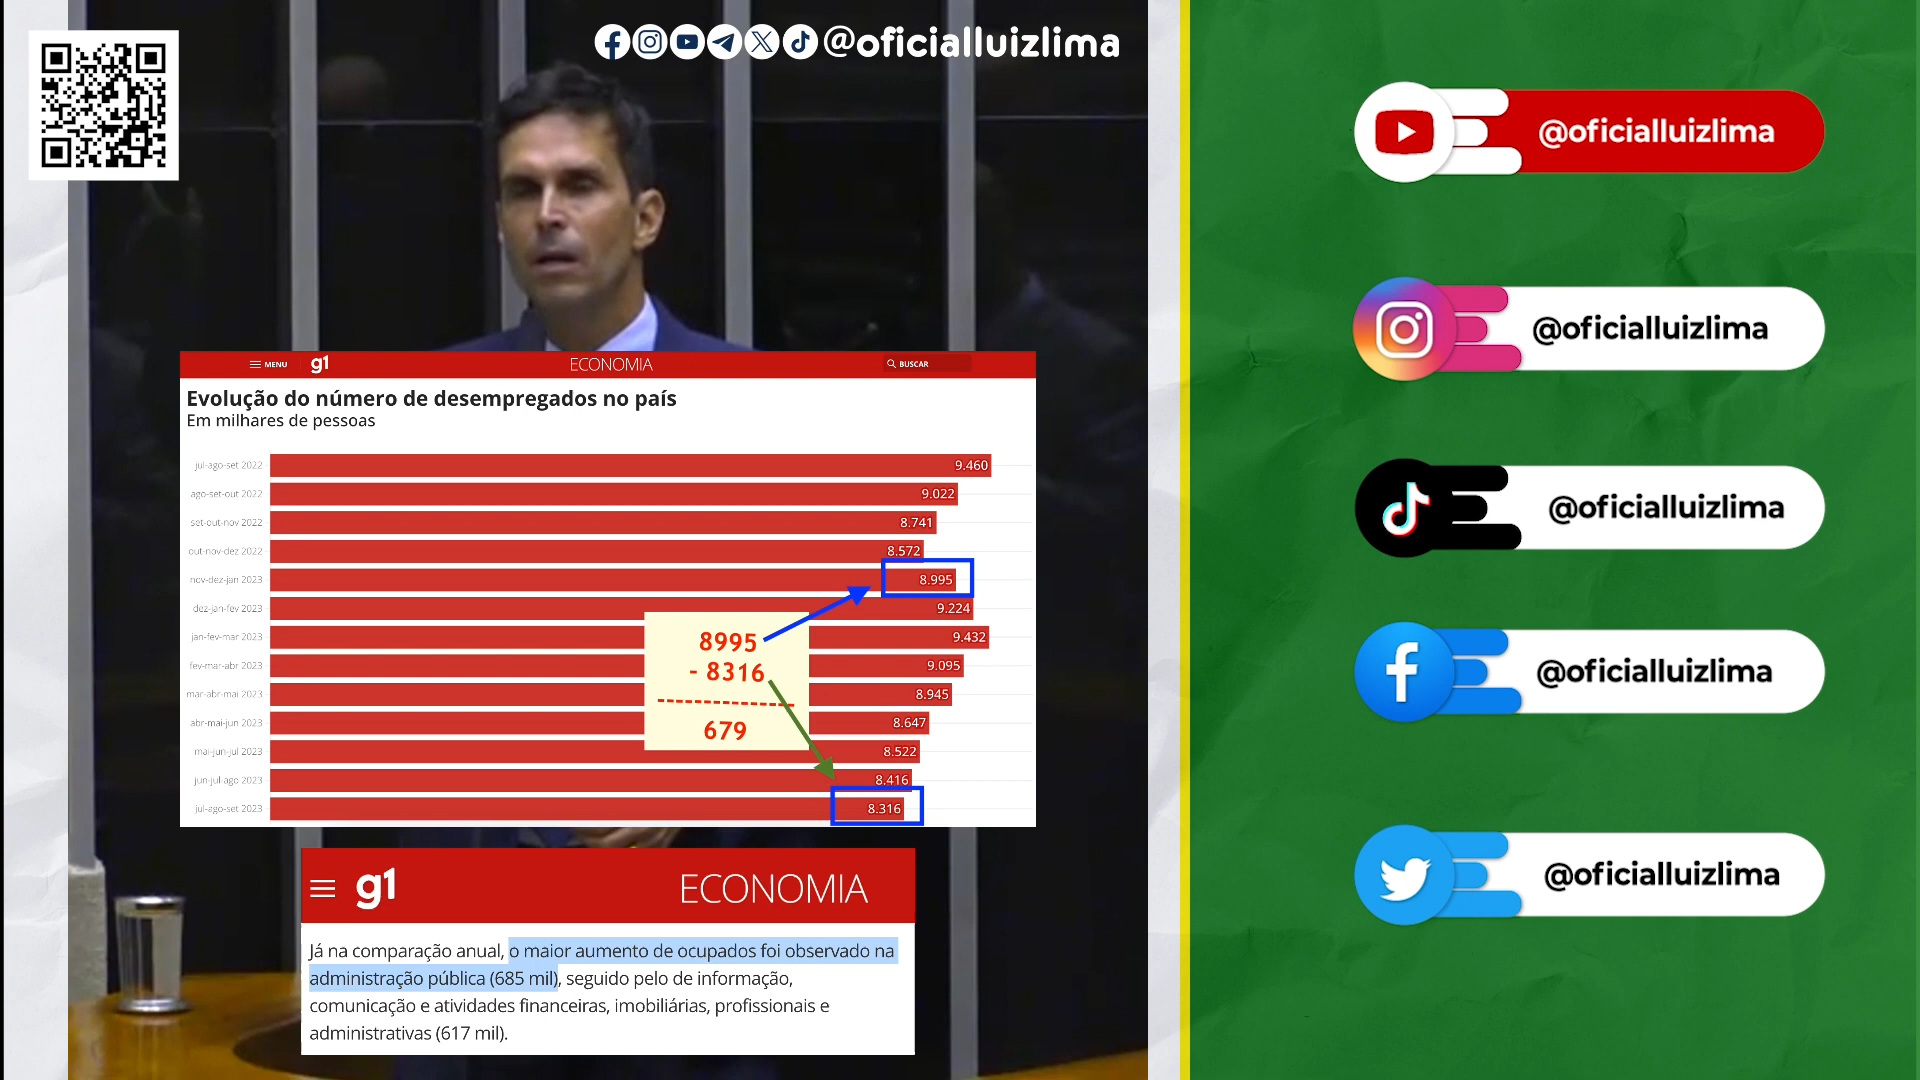 @oficialluizlima
MENU
g1
ECONOMIA
BUSCAR
Evolução do número de desempregados no país
Em milhares de pessoas
jul-ago-set 2022 9.460
ago-set-out 2022 9.022
set-out-nov 2022 8.741
out-nov-dez 2022 8.572
nov-dez-jan 2023 8.995
dez-jan-fev 2023 9.224
jan-fev-mar 2023 9.432
fev-mar-abr 2023 9.095
mar-abr-mai 2023 8.945
abr-mai-jun 2023 8.647
mai-jun-jul 2023 8.522
jun-jul-ago 2023 8.416
jul-ago-set 2023 8.316
8995
- 8316
679
g1
ECONOMIA
Já na comparação anual, o maior aumento de ocupados foi observado na
administração pública (685 mil), seguido pelo de informação,
comunicação e atividades financeiras, imobiliárias, profissionais e
administrativas (617 mil).
@oficialluizlima
@oficialluizlima
@oficialluizlima
@oficialluizlima
@oficialluizlima